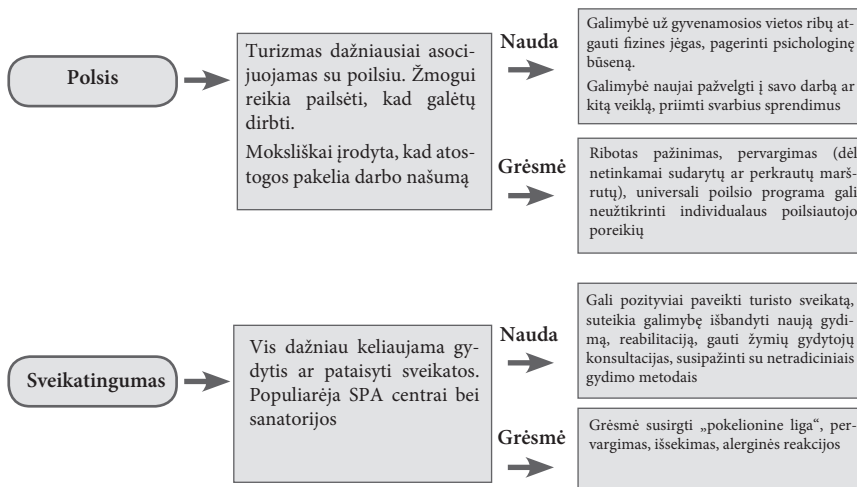 Polsis
Turizmas dažniausiai asoci-
juojamas su poilsiu. Žmogui
reikia pailsėti, kad galėtų
dirbti.
Moksliškai įrodyta, kad atos-
togos pakelia darbo našumą
Nauda
Galimybė už gyvenamosios vietos ribų at-
gauti fizines jėgas, pagerinti psichologinę
būseną.
Galimybė naujai pažvelgti į savo darbą ar
kitą veiklą, priimti svarbius sprendimus
Grėsmė
Ribotas pažinimas, pervargimas (dėl
netinkamai sudarytų ar perkrautų marš-
rutų), universali poilsio programa gali
neužtikrinti individualaus poilsiautojo
poreikių
Sveikatingumas
Vis dažniau keliaujama gy-
dytis ar pataisyti sveikatos.
Populiarėja SPA centrai bei
sanatorijos
Nauda
Gali pozityviai paveikti turisto sveikatą,
suteikia galimybę išbandyti naują gydi-
mą, reabilitaciją, gauti žymių gydytojų
konsultacijas, susipažinti su netradiciniais
gydimo metodais
Grėsmė
Grėsmė susirgti „pokelionine liga“, per-
vargimas, išsekimas, alerginės reakcijos